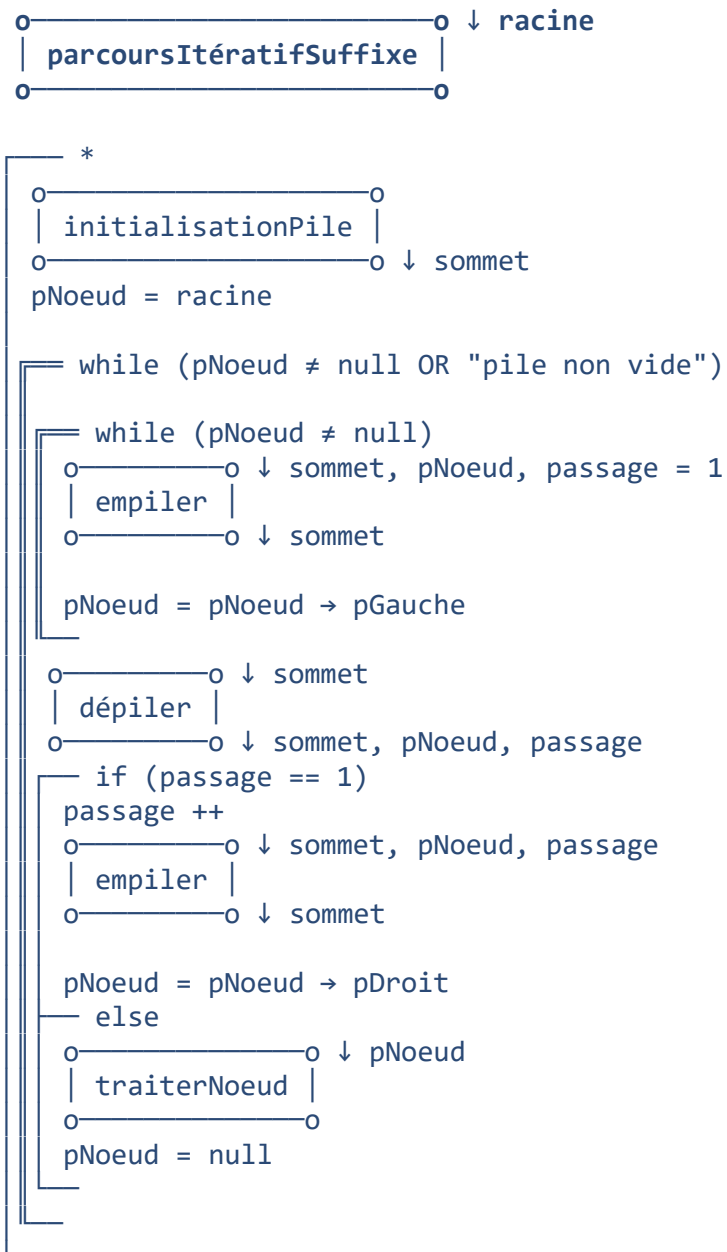 ↓ racine
parcoursItératifSuffixe
*
initialisationPile
↓ sommet
pNoeud = racine
while (pNoeud ≠ null OR "pile non vide")
while (pNoeud ≠ null)
↓ sommet, pNoeud, passage = 1
empiler
↓ sommet
pNoeud = pNoeud → pGauche
↓ sommet
dépiler
↓ sommet, pNoeud, passage
if (passage == 1)
passage ++
↓ sommet, pNoeud, passage
empiler
↓ sommet
pNoeud = pNoeud → pDroit
else
↓ pNoeud
traiterNoeud
pNoeud = null